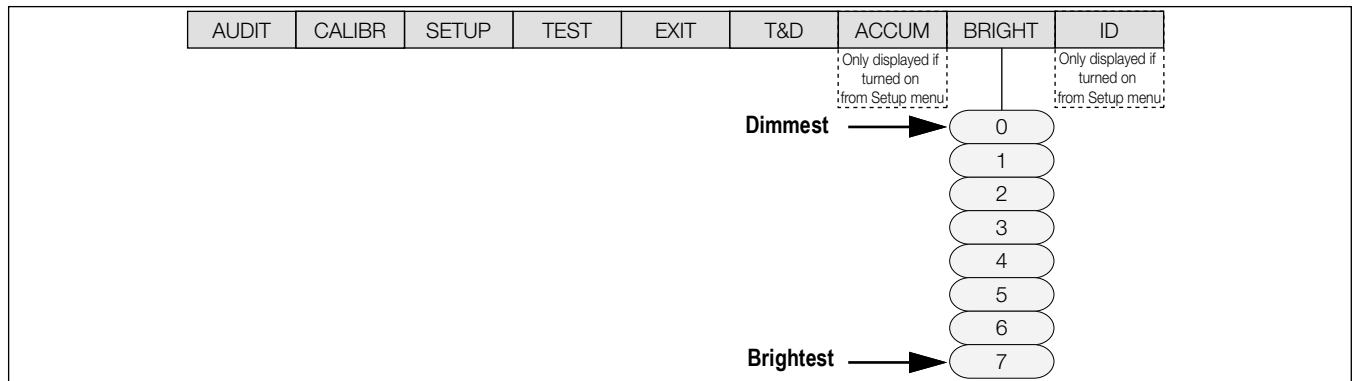 AUDIT CALIBR SETUP TEST EXIT T&D ACCUM BRIGHT ID
Only displayed if
turned on
from Setup menu
Only displayed if
turned on
from Setup menu
Dimmest 0
1
2
3
4
5
6
Brightest 7